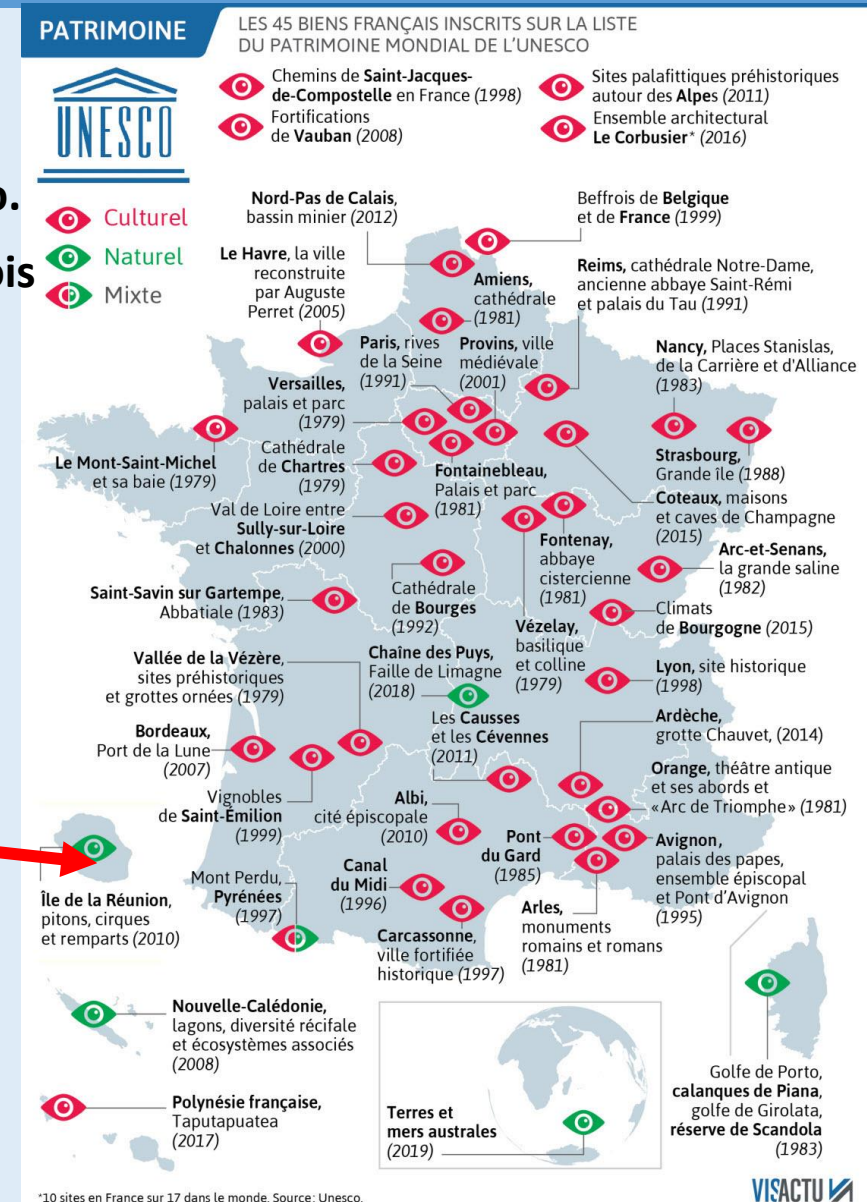 PATRIMOINE
LES 45 BIENS FRANÇAIS INSCRITS SUR LA LISTE
DU PATRIMOINE MONDIAL DE L'UNESCO
UNESCO
Chemins de Saint-Jacques-
de-Compostelle en France (1998)
Fortifications
de Vauban (2008)
Sites palafittiques préhistoriques
autour des Alpes (2011)
Ensemble architectural
Le Corbusier* (2016)
Culturel
Naturel
Mixte
Nord-Pas de Calais,
bassin minier (2012)
Beffrois de Belgique
et de France (1999)
Le Havre, la ville
reconstruite
par Auguste
Perret (2005)
Amiens,
cathédrale
(1981)
Reims, cathédrale Notre-Dame,
ancienne abbaye Saint-Rémi
et palais du Tau (1991)
Paris, rives
de la Seine
(1991)
Provins, ville
médiévale
(2001)
Nancy, Places Stanislas,
de la Carrière et d'Alliance
(1983)
Versailles,
palais et parc
(1979)
Le Mont-Saint-Michel
et sa baie (1979)
Cathédrale
de Chartres
(1979)
Fontainebleau,
Palais et parc
(1981)
Strasbourg,
Grande île (1988)
Coteaux, maisons
et caves de Champagne
(2015)
Val de Loire entre
Sully-sur-Loire
et Chalonnes (2000)
Fontenay,
abbaye
cistercienne
(1981)
Arc-et-Senans,
la grande saline
(1982)
Saint-Savin sur Gartempe,
Abbatiale (1983)
Cathédrale
de Bourges
(1992)
Vézelay,
basilique
et colline
(1979)
Climats
de Bourgogne (2015)
Vallée de la Vézère,
sites préhistoriques
et grottes ornées (1979)
Chaîne des Puys,
Faille de Limagne
(2018)
Lyon, site historique
(1998)
Bordeaux,
Port de la Lune
(2007)
Les Causses
et les Cévennes
(2011)
Ardèche,
grotte Chauvet, (2014)
Vignobles
de Saint-Émilion
(1999)
Albi,
cité épiscopale
(2010)
Orange, théâtre antique
et ses abords et
«Arc de Triomphe» (1981)
Pont
du Gard
(1985)
Avignon,
palais des papes,
ensemble épiscopal
et Pont d'Avignon
(1995)
Île de la Réunion,
pitons, cirques
et remparts (2010)
Mont Perdu,
Pyrénées
(1997)
Canal
du Midi
(1996)
Carcassonne,
ville fortifiée
historique (1997)
Arles,
monuments
romains et romans
(1981)
Nouvelle-Calédonie,
lagons, diversité récifale
et écosystèmes associés
(2008)
Polynésie française,
Taputapuatea
(2017)
Terres et
mers australes
(2019)
Golfe de Porto,
calanques de Piana,
golfe de Girolata,
réserve de Scandola
(1983)
*10 sites en France sur 17 dans le monde. Source: Unesco.
VISACTU